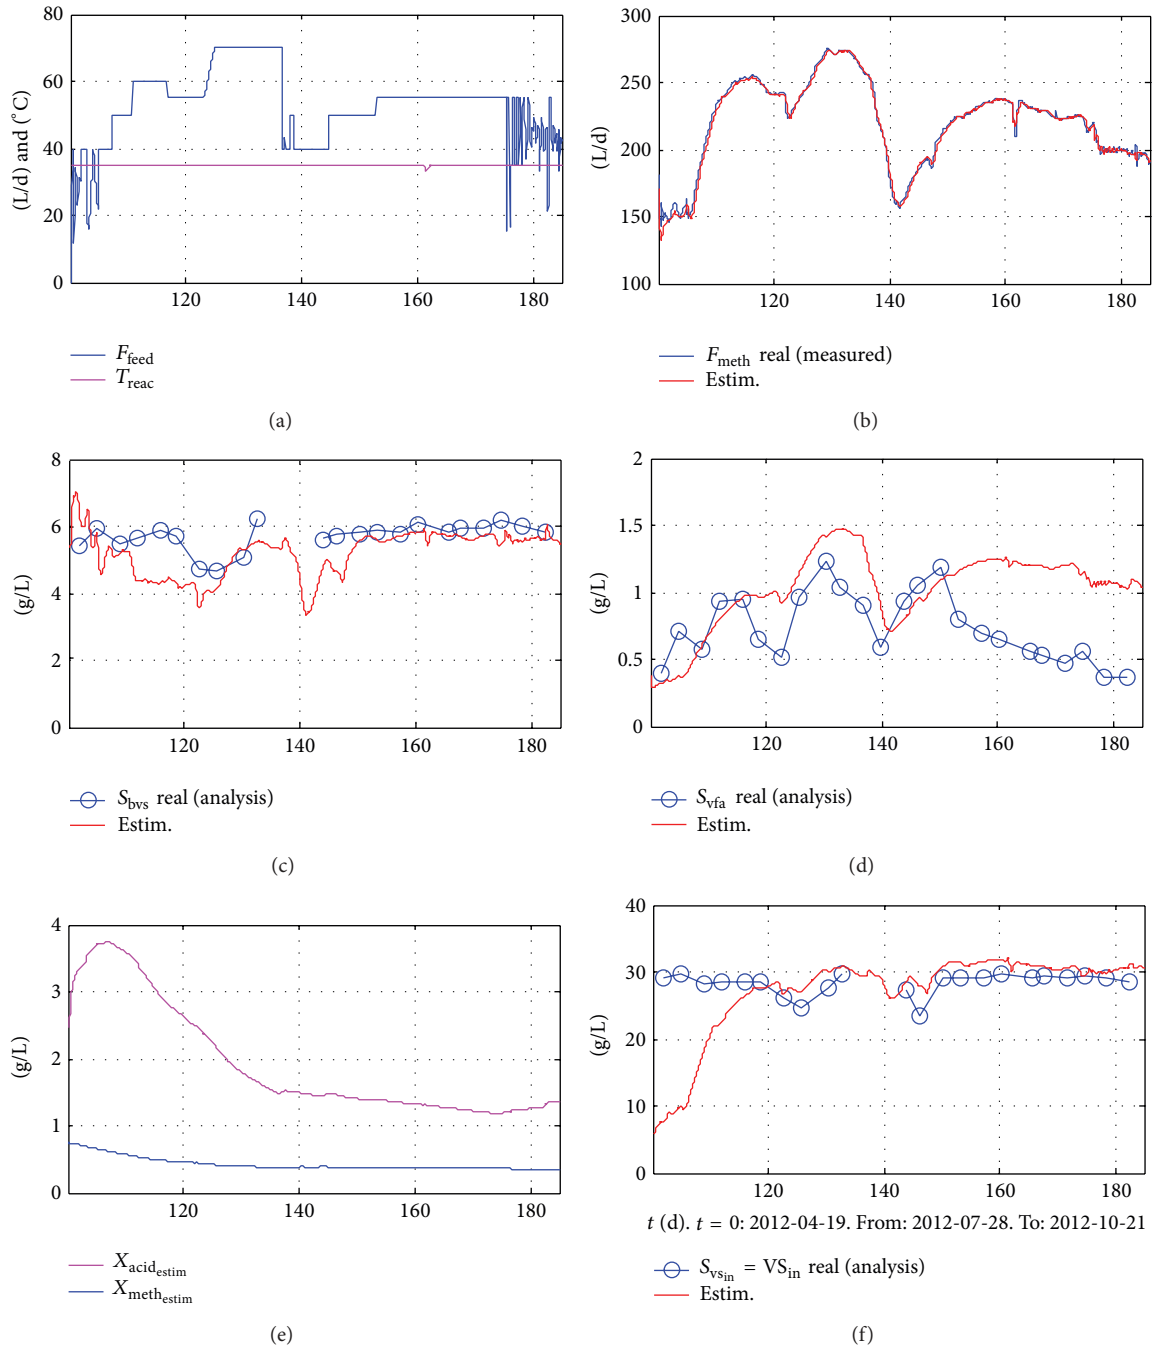 80
60
40
20
0
(L/d) and (°C)
120
140
160
180
F_feed
T_reac
(a)
300
250
200
150
100
(L/d)
120
140
160
180
F_meth real (measured)
Estim.
(b)
8
6
4
2
0
(g/L)
120
140
160
180
S_bvs real (analysis)
Estim.
(c)
2
1.5
1
0.5
0
(g/L)
120
140
160
180
S_vfa real (analysis)
Estim.
(d)
4
3
2
1
0
(g/L)
120
140
160
180
X_acid_estim
X_meth_estim
(e)
40
30
20
10
0
(g/L)
120
140
160
180
t (d). t = 0: 2012-04-19. From: 2012-07-28. To: 2012-10-21
S_vs_in = VS_in real (analysis)
Estim.
(f)